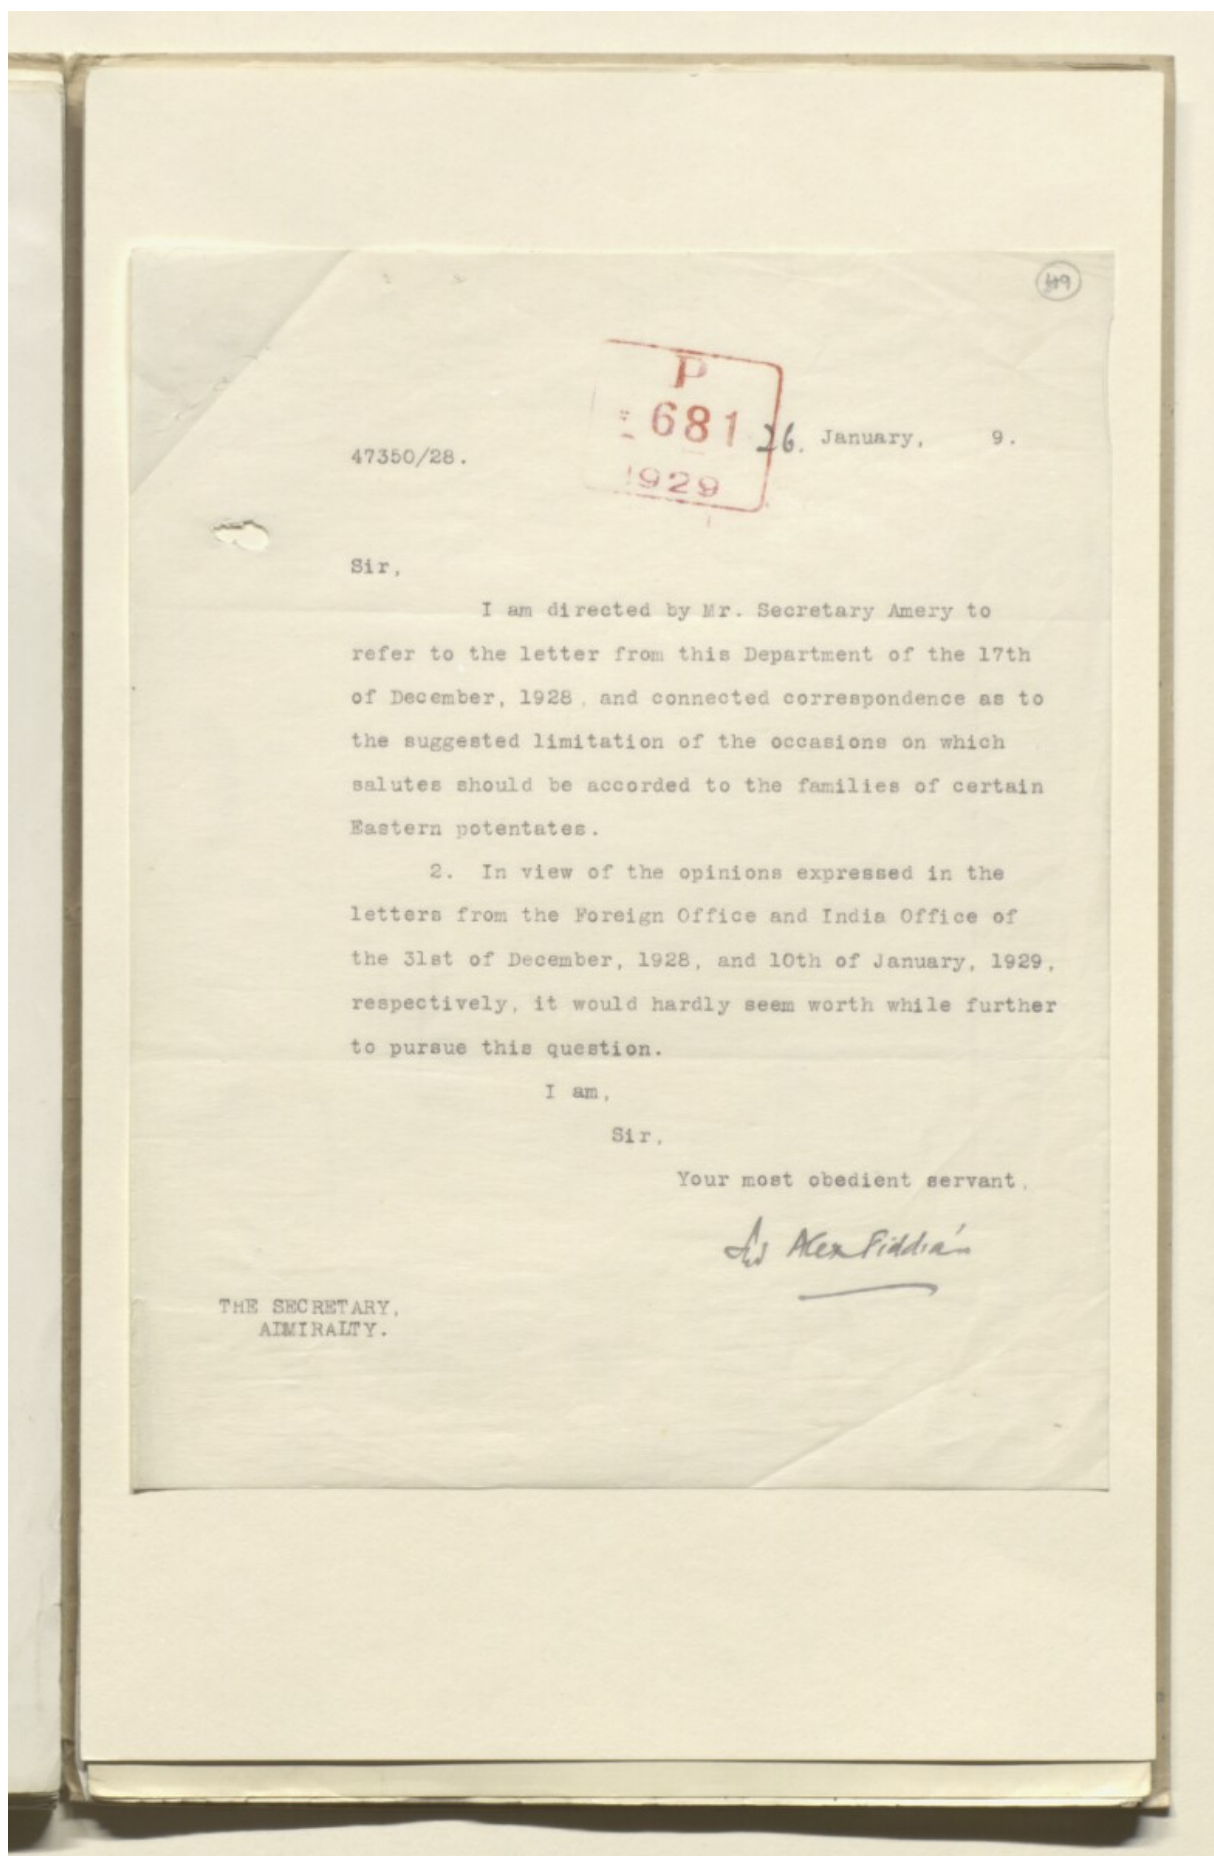 49
P
681
1929
26. January, 9.
47350/28.
Sir,
I am directed by Mr. Secretary Amery to
refer to the letter from this Department of the 17th
of December, 1928, and connected correspondence as to
the suggested limitation of the occasions on which
salutes should be accorded to the families of certain
Eastern potentates.
2. In view of the opinions expressed in the
letters from the Foreign Office and India Office of
the 31st of December, 1928, and 10th of January, 1929,
respectively, it would hardly seem worth while further
to pursue this question.
I am,
Sir,
Your most obedient servant,
Alex Fiddian
THE SECRETARY,
ADMIRALTY.